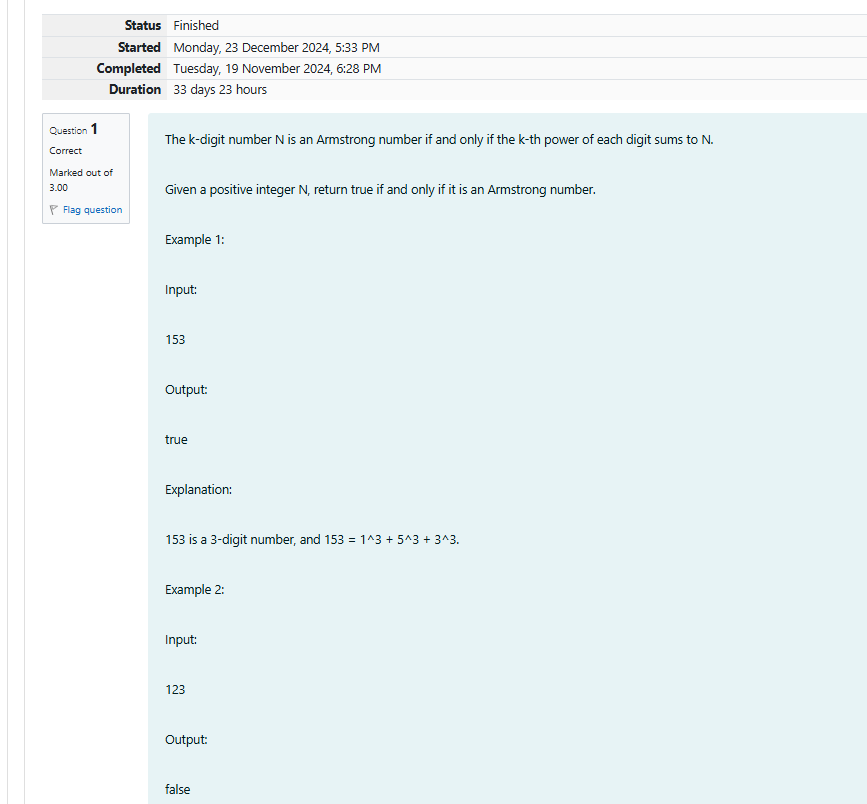 Status Finished
Started Monday, 23 December 2024, 5:33 PM
Completed Tuesday, 19 November 2024, 6:28 PM
Duration 33 days 23 hours
Question 1
Correct
Marked out of
3.00
Flag question
The k-digit number N is an Armstrong number if and only if the k-th power of each digit sums to N.
Given a positive integer N, return true if and only if it is an Armstrong number.
Example 1:
Input:
153
Output:
true
Explanation:
153 is a 3-digit number, and 153 = 1^3 + 5^3 + 3^3.
Example 2:
Input:
123
Output:
false